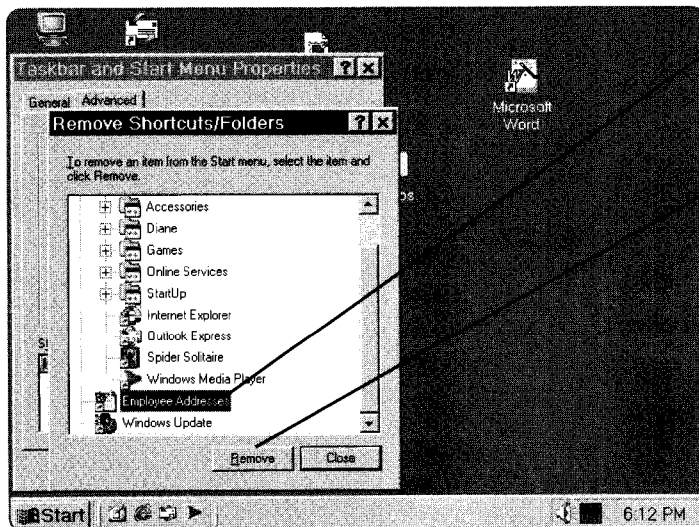 Taskbar and Start Menu Properties
General Advanced
Remove Shortcuts/Folders
Microsoft
Word
To remove an item from the Start menu, select the item and
click Remove.
Accessories
Diane
Games
Online Services
StartUp
Internet Explorer
Outlook Express
Spider Solitaire
Windows Media Player
Employee Addresses
Windows Update
Remove Close
Start 6:12 PM